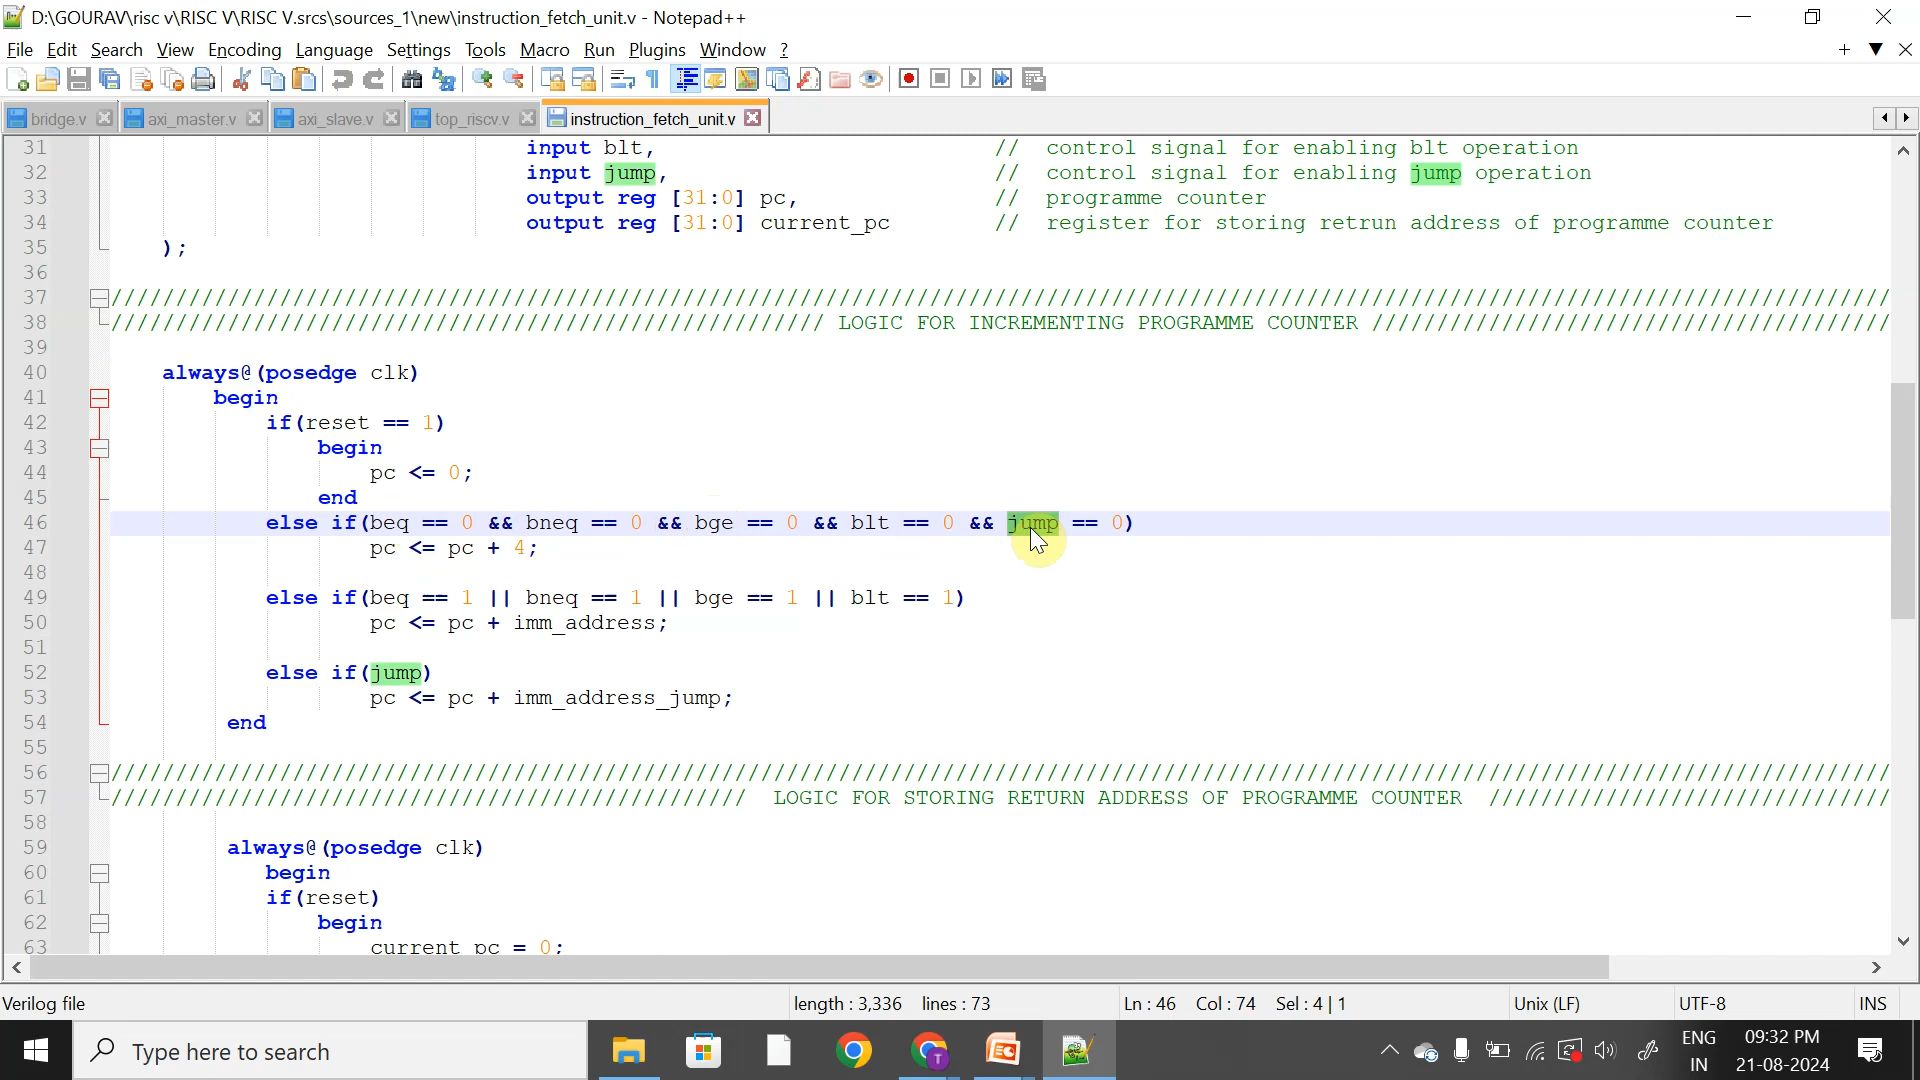 D:\GOURAV\risc v\RISC V\RISC V.srcs\sources_1\new\instruction_fetch_unit.v - Notepad++
File Edit Search View Encoding Language Settings Tools Macro Run Plugins Window ?
bridge.v axi_master.v axi_slave.v top_riscv.v instruction_fetch_unit.v
31 input blt, // control signal for enabling blt operation
32 input jump, // control signal for enabling jump operation
33 output reg [31:0] pc, // programme counter
34 output reg [31:0] current_pc // register for storing retrun address of programme counter
35 );
36
37 /////////////////////////////////////////////////////////////////////////////////////////////////////////////////////////////////////////
38 /////////////////////////////////////////////////////// LOGIC FOR INCREMENTING PROGRAMME COUNTER ////////////////////////////////////////
39
40 always@(posedge clk)
41 begin
42 if(reset == 1)
43 begin
44 pc <= 0;
45 end
46 else if(beq == 0 && bneq == 0 && bge == 0 && blt == 0 && jump == 0)
47 pc <= pc + 4;
48
49 else if(beq == 1 || bneq == 1 || bge == 1 || blt == 1)
50 pc <= pc + imm_address;
51
52 else if(jump)
53 pc <= pc + imm_address_jump;
54 end
55
56 /////////////////////////////////////////////////////////////////////////////////////////////////////////////////////////////////////////
57 ///////////////////////////////////////////////// LOGIC FOR STORING RETURN ADDRESS OF PROGRAMME COUNTER ///////////////////////////////
58
59 always@(posedge clk)
60 begin
61 if(reset)
62 begin
63 current_pc = 0;
Verilog file length : 3,336 lines : 73 Ln : 46 Col : 74 Sel : 4 | 1 Unix (LF) UTF-8 INS
Type here to search
T
ENG
IN
09:32 PM
21-08-2024